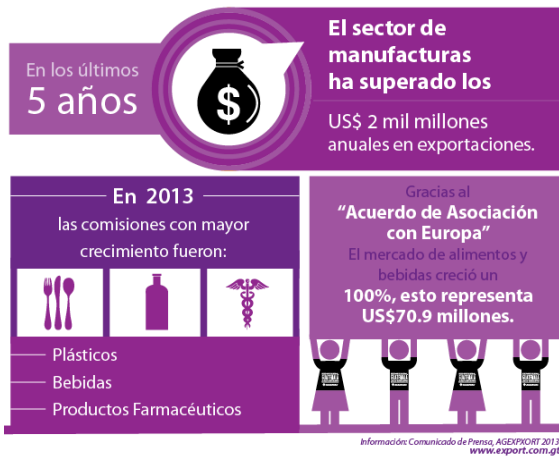 En los últimos
5 años
$
El sector de
manufacturas
ha superado los
US$ 2 mil millones
anuales en exportaciones.
En 2013
las comisiones con mayor
crecimiento fueron:
Plásticos
Bebidas
Productos Farmacéuticos
Gracias al
“Acuerdo de Asociación
con Europa”
El mercado de alimentos y
bebidas creció un
100%, esto representa
US$70.9 millones.
Información: Comunicado de Prensa, AGEXPXORT 2013
www.export.com.gt